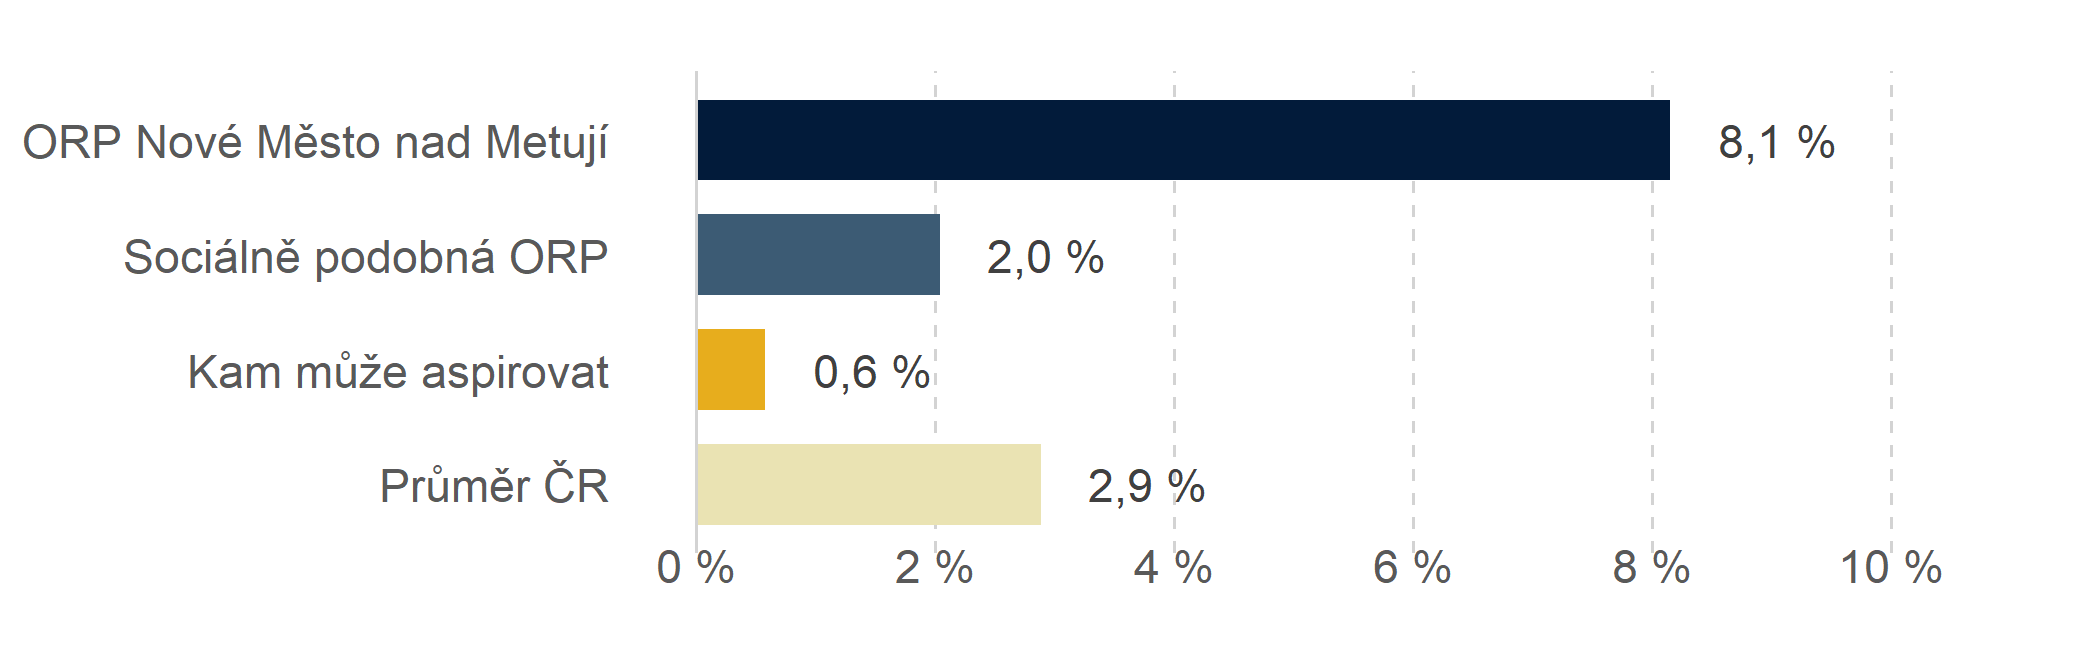 ORP Nové Město nad Metují 8,1 %
Sociálně podobná ORP 2,0 %
Kam může aspirovat 0,6 %
Průměr ČR 2,9 %
0 % 2 % 4 % 6 % 8 % 10 %